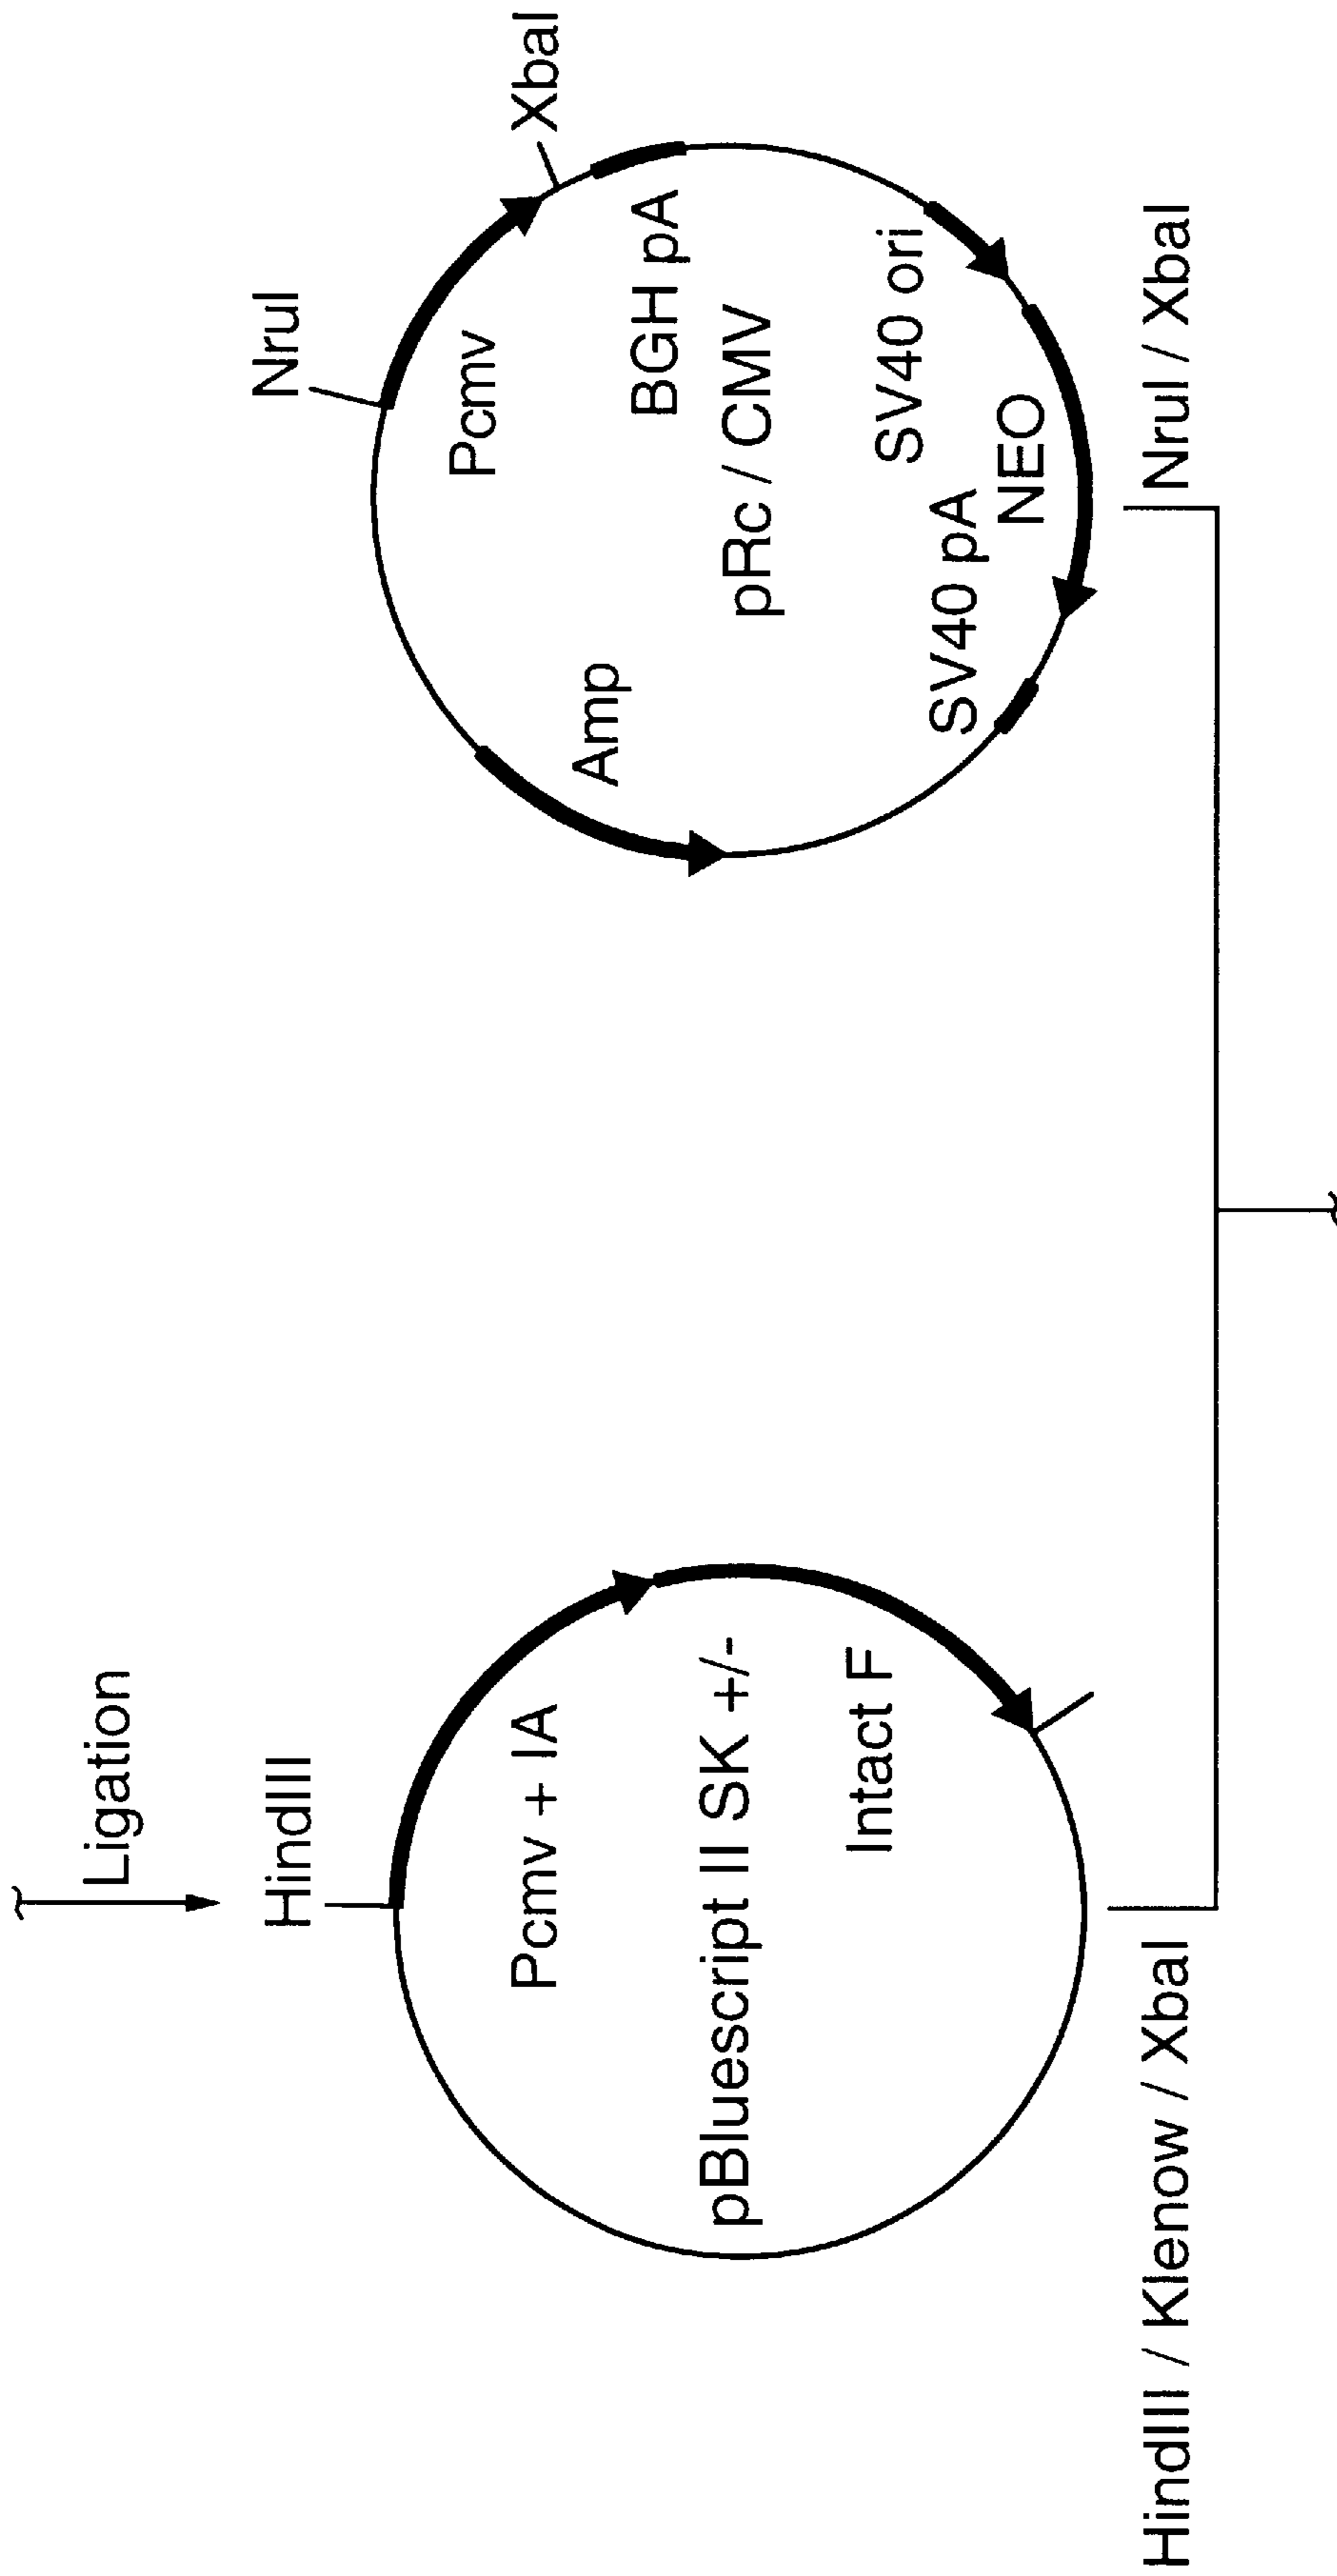 Ligation
HindIII
Pcmv + IA
pBluescript II SK +/-
Intact F
HindIII / Klenow / XbaI
NruI
XbaI
Pcmv
BGH pA
pRc / CMV
Amp
SV40 ori
SV40 pA
NEO
NruI / XbaI